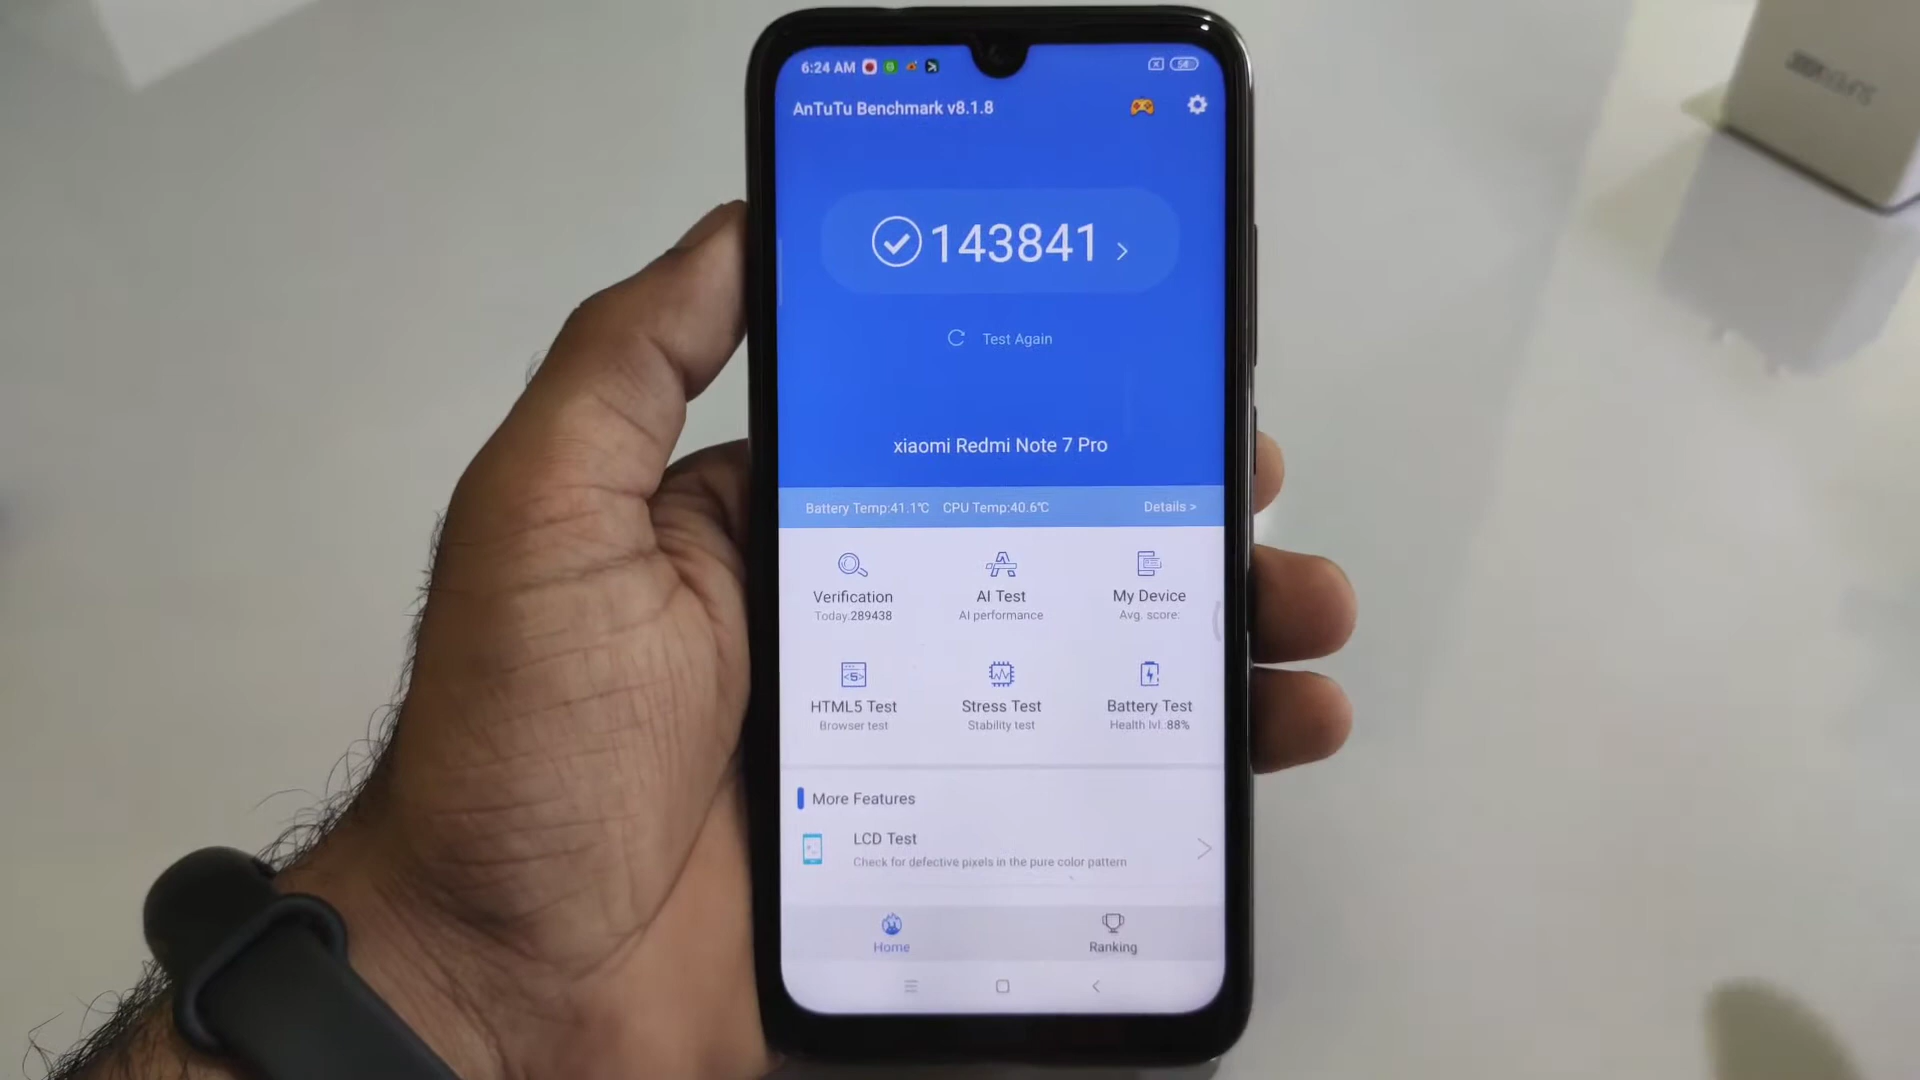 6:24 AM
58
AnTuTu Benchmark v8.1.8
143841
Test Again
xiaomi Redmi Note 7 Pro
Battery Temp:41.1℃ CPU Temp:40.6℃ Details >
Verification AI Test My Device
Today:289438 AI performance Avg. score:
HTML5 Test Stress Test Battery Test
Browser test Stability test Health lvl.:88%
More Features
LCD Test
Check for defective pixels in the pure color pattern
Home Ranking